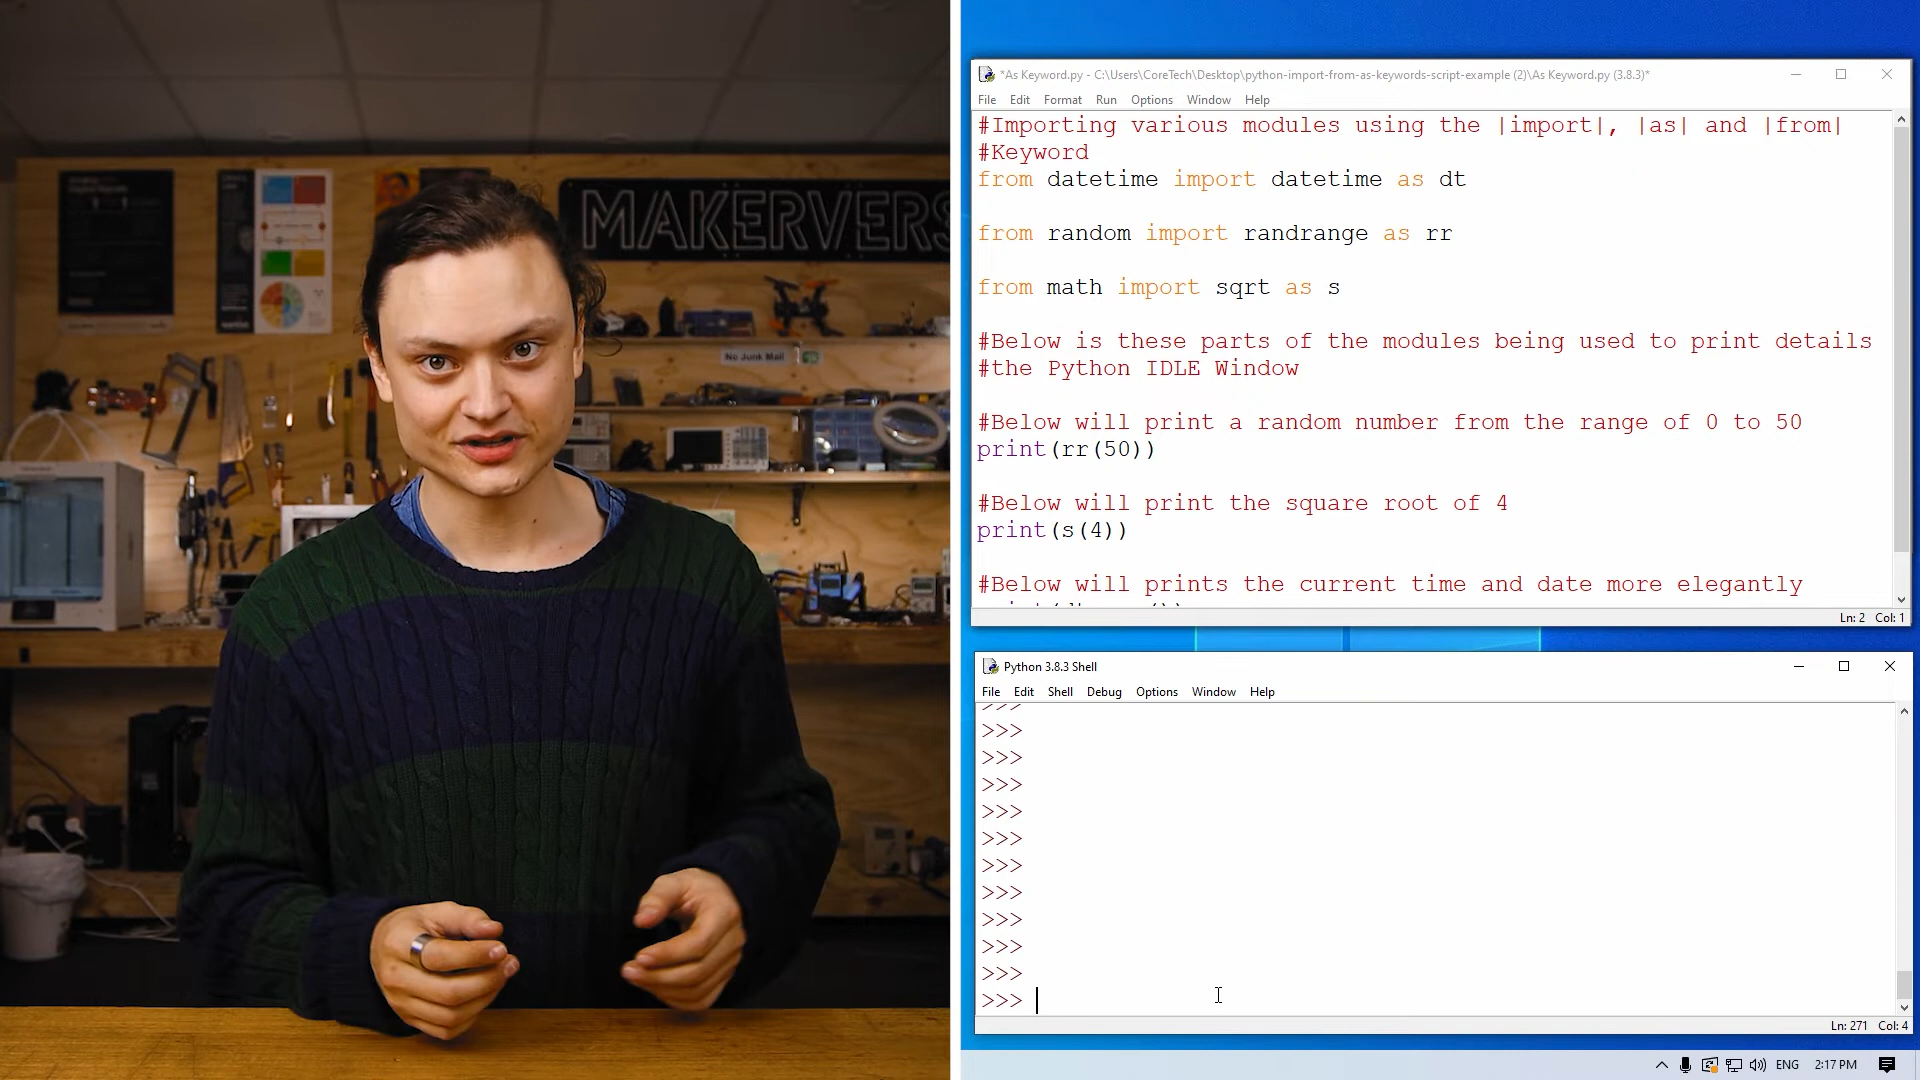 MAKERVERS
No Junk Mail
*As Keyword.py - C:\Users\CoreTech\Desktop\python-import-from-as-keywords-script-example (2)\As Keyword.py (3.8.3)*
File Edit Format Run Options Window Help
#Importing various modules using the |import|, |as| and |from|
#Keyword
from datetime import datetime as dt
from random import randrange as rr
from math import sqrt as s
#Below is these parts of the modules being used to print details
#the Python IDLE Window
#Below will print a random number from the range of 0 to 50
print(rr(50))
#Below will print the square root of 4
print(s(4))
#Below will prints the current time and date more elegantly
Ln: 2 Col: 1
Python 3.8.3 Shell
File Edit Shell Debug Options Window Help
>>>
>>>
>>>
>>>
>>>
>>>
>>>
>>>
>>>
>>>
>>>
Ln: 271 Col: 4
ENG 2:17 PM